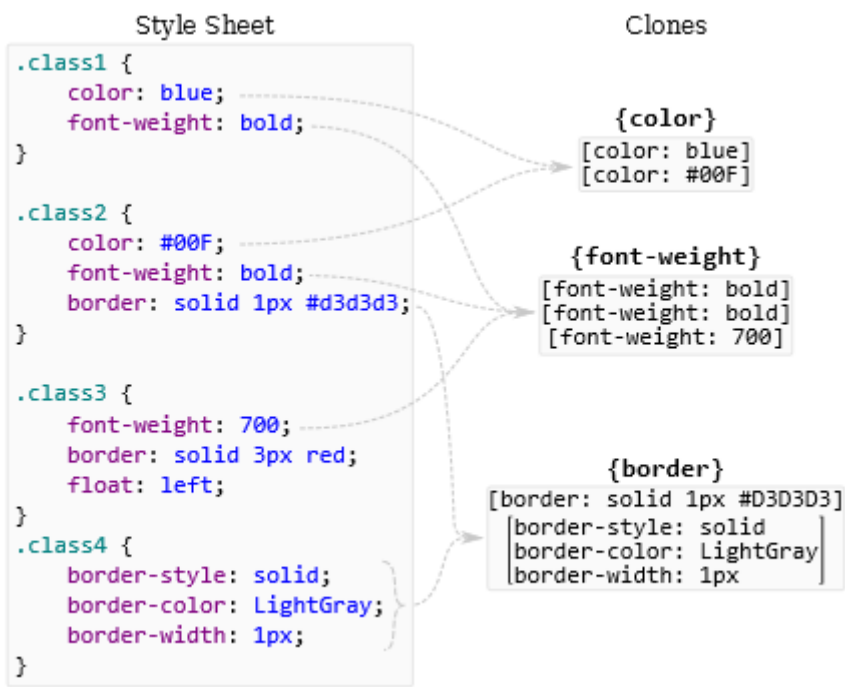 Style Sheet
.class1 {
    color: blue;
    font-weight: bold;
}
.class2 {
    color: #00F;
    font-weight: bold;
    border: solid 1px #d3d3d3;
}
.class3 {
    font-weight: 700;
    border: solid 3px red;
    float: left;
}
.class4 {
    border-style: solid;
    border-color: LightGray;
    border-width: 1px;
}
Clones
{color}
[color: blue]
[color: #00F]
{font-weight}
[font-weight: bold]
[font-weight: bold]
[font-weight: 700]
{border}
[border: solid 1px #D3D3D3]
[border-style: solid
border-color: LightGray
border-width: 1px]